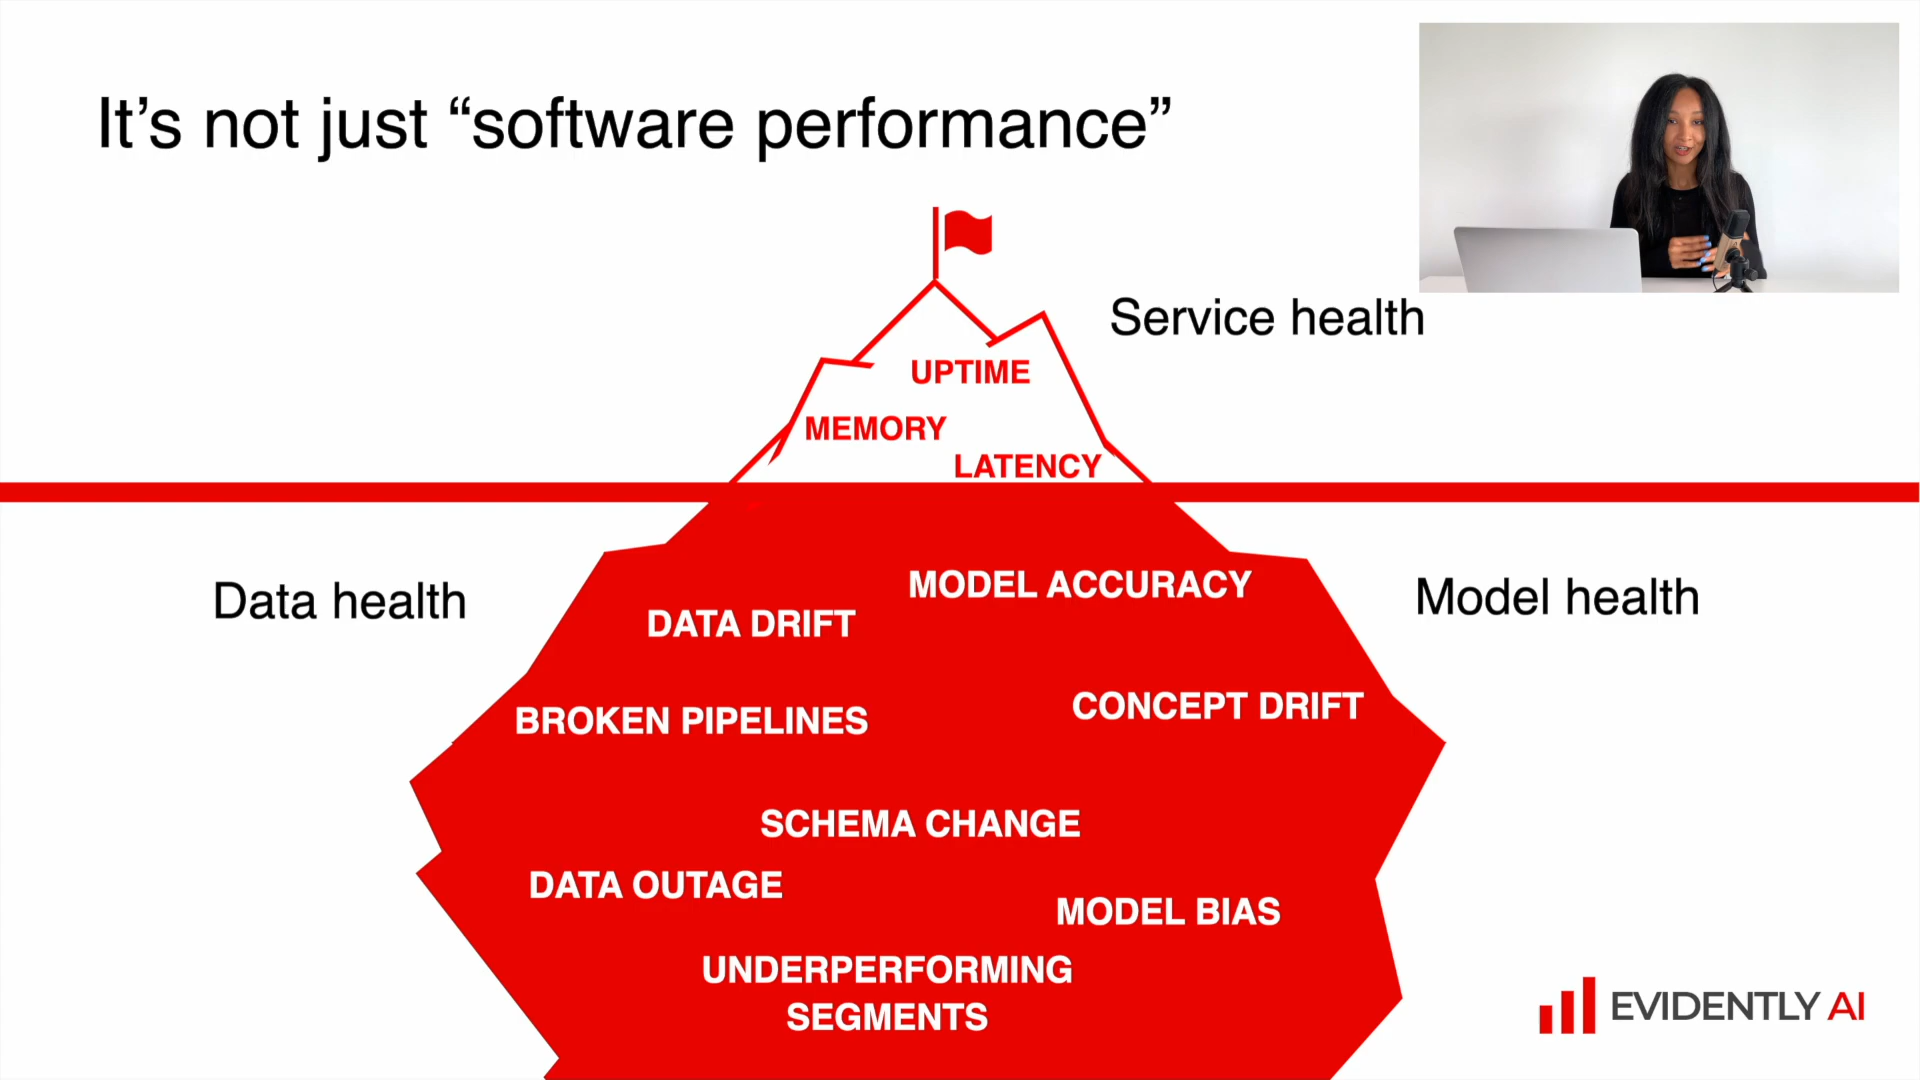 It's not just “software performance”
Service health
UPTIME
MEMORY
LATENCY
Data health
Model health
MODEL ACCURACY
DATA DRIFT
BROKEN PIPELINES
CONCEPT DRIFT
SCHEMA CHANGE
DATA OUTAGE
MODEL BIAS
UNDERPERFORMING
SEGMENTS
EVIDENTLY AI